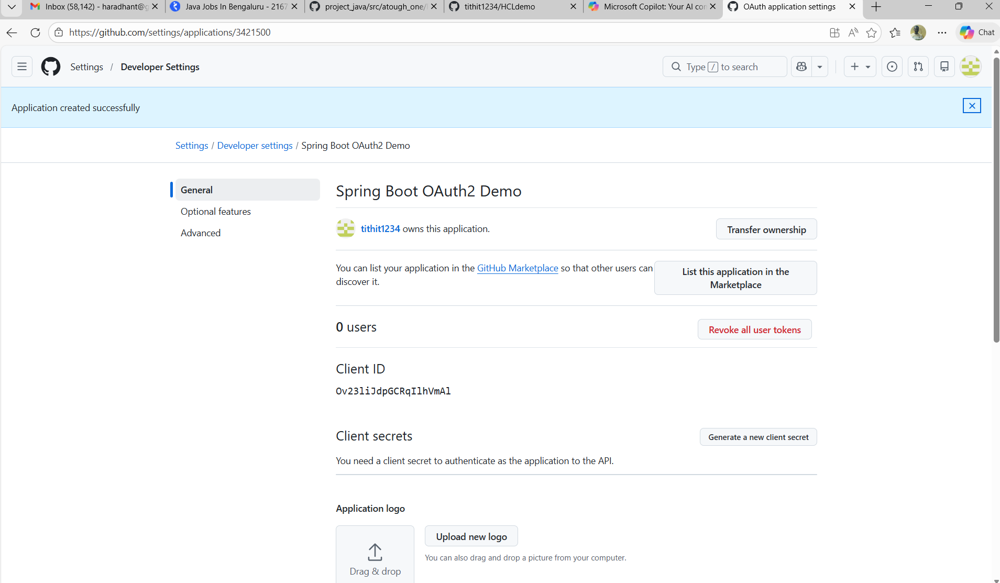 Inbox (58,142) - haradhant@g
Java Jobs In Bengaluru - 2167
project_java/src/atough_one/
tithit1234/HCLdemo
Microsoft Copilot: Your AI con
OAuth application settings
https://github.com/settings/applications/3421500
Chat
Settings / Developer Settings
Type / to search
Application created successfully
Settings / Developer settings / Spring Boot OAuth2 Demo
General
Optional features
Advanced
Spring Boot OAuth2 Demo
tithit1234 owns this application.
Transfer ownership
You can list your application in the GitHub Marketplace so that other users can
discover it.
List this application in the
Marketplace
0 users
Revoke all user tokens
Client ID
Ov23liJdpGCRqIlhVmAl
Client secrets
Generate a new client secret
You need a client secret to authenticate as the application to the API.
Application logo
Drag & drop
Upload new logo
You can also drag and drop a picture from your computer.